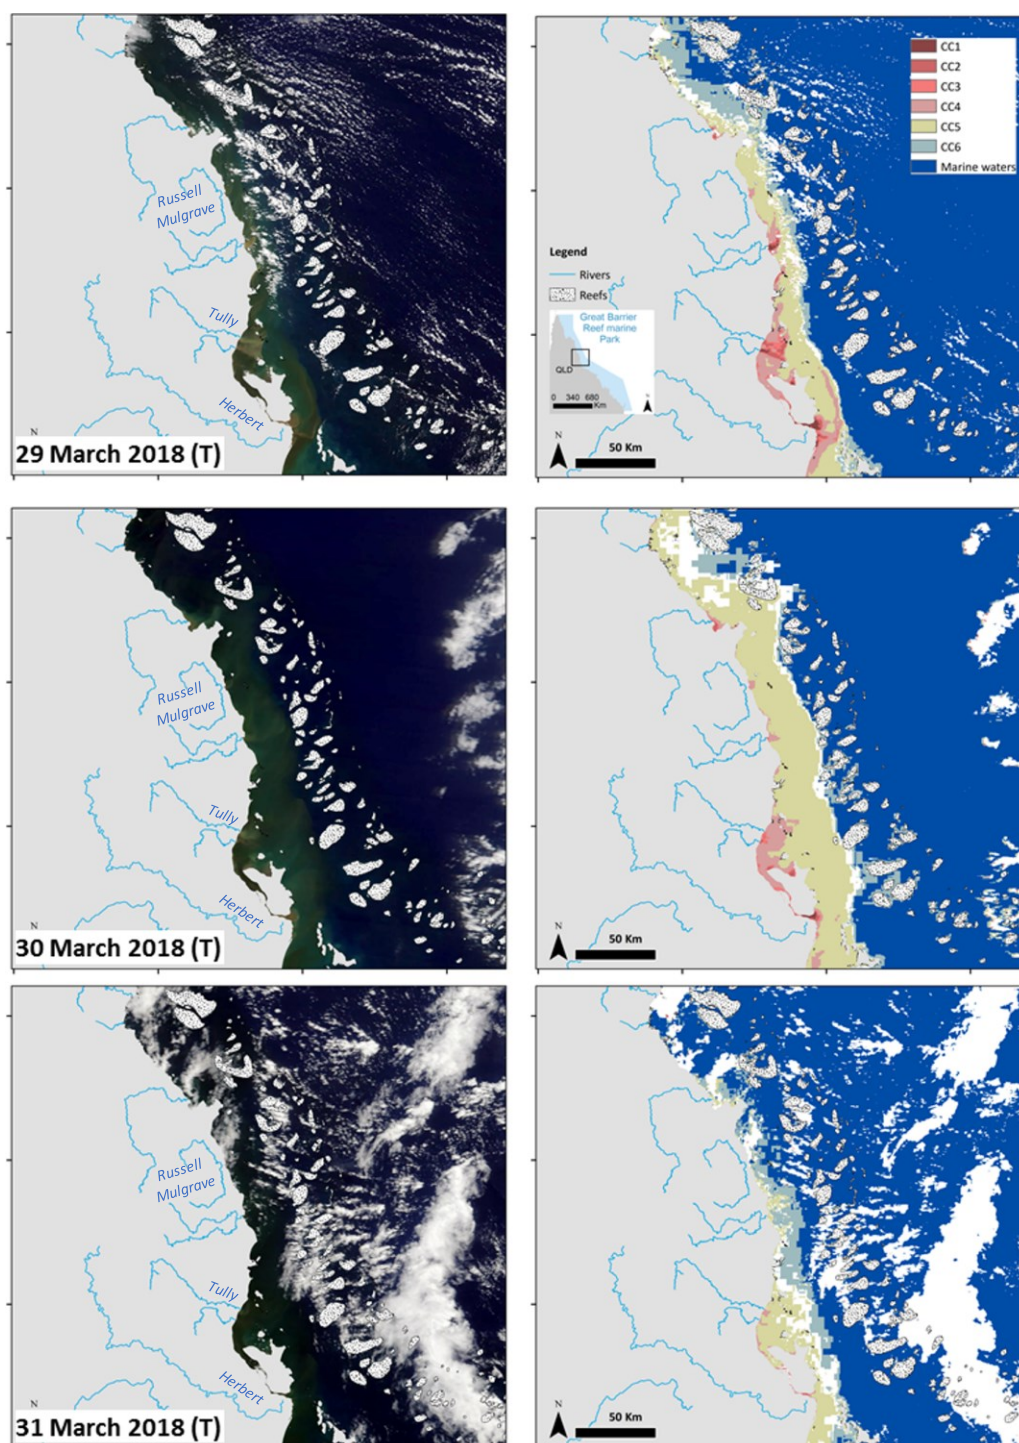 Russell
Mulgrave
Tully
Herbert
N
29 March 2018 (T)
CC1
CC2
CC3
CC4
CC5
CC6
Marine waters
Legend
Rivers
Reefs
Great Barrier
Reef marine
Park
QLD
0 340 680
Km
N
N
50 Km
Russell
Mulgrave
Tully
Herbert
N
30 March 2018 (T)
N
50 Km
Russell
Mulgrave
Tully
Herbert
N
31 March 2018 (T)
N
50 Km